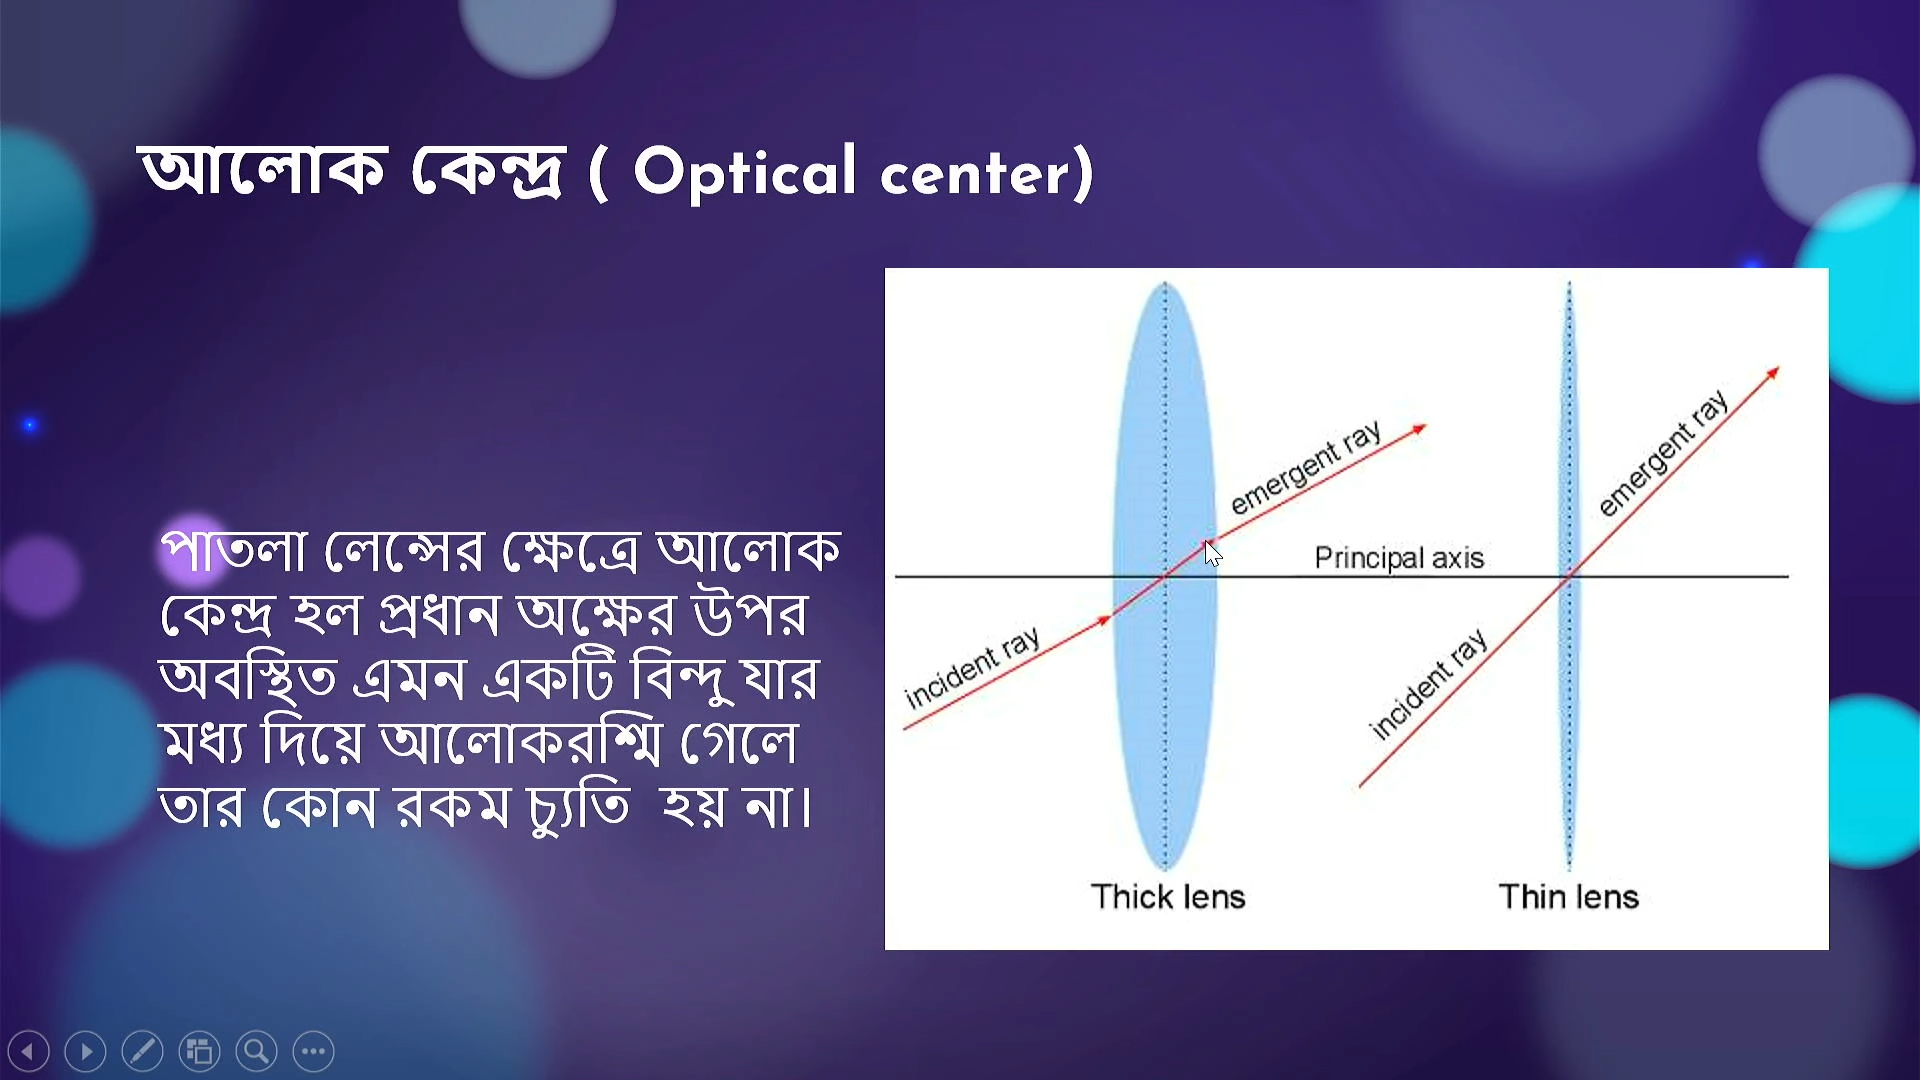 আলোক কেন্দ্র ( Optical center)
পাতলা লেন্সের ক্ষেত্রে আলোক
কেন্দ্র হল প্রধান অক্ষের উপর
অবস্থিত এমন একটি বিন্দু যার
মধ্য দিয়ে আলোকরশ্মি গেলে
তার কোন রকম চ্যুতি  হয় না।
emergent ray
emergent ray
Principal axis
incident ray
incident ray
Thick lens
Thin lens